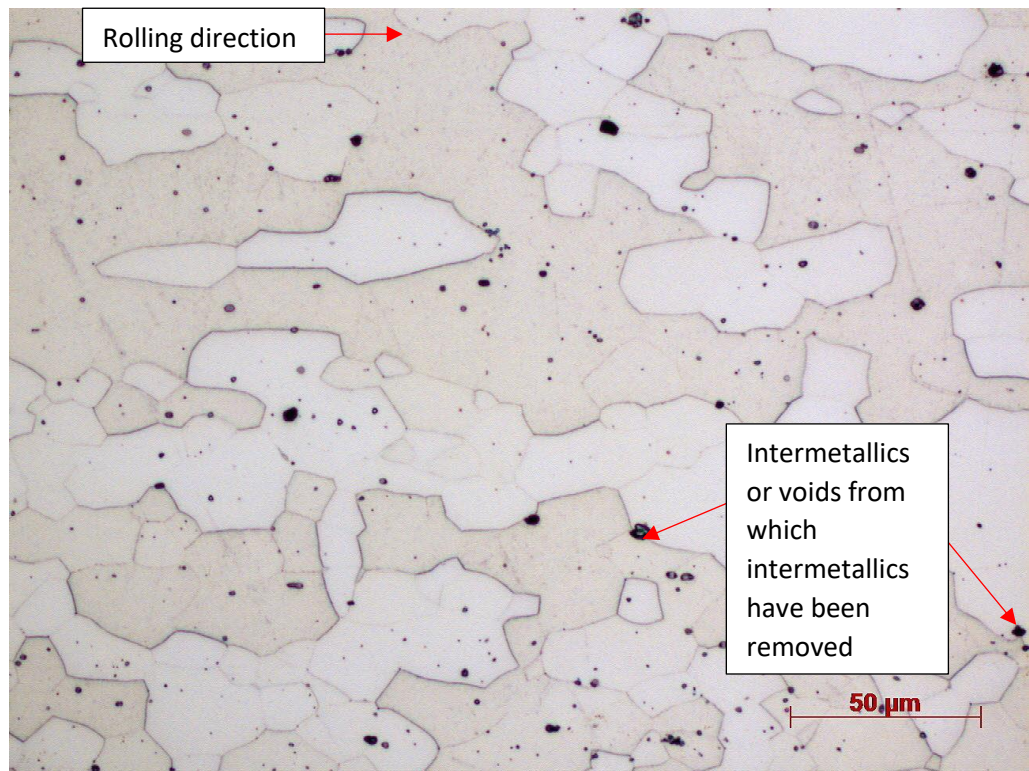 Rolling direction
Intermetallics
or voids from
which
intermetallics
have been
removed
50 µm